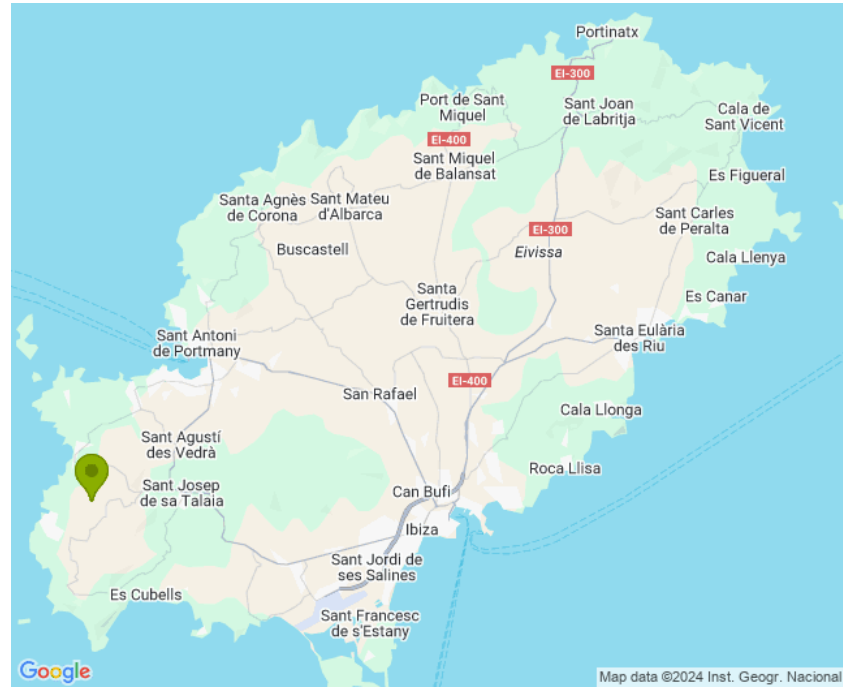 Portinatx
EI-300
Port de Sant
Miquel
Sant Joan
de Labritja
Cala de
Sant Vicent
EI-400
Sant Miquel
de Balansat
Es Figueral
Santa Agnès
de Corona
Sant Mateu
d'Albarca
Sant Carles
de Peralta
EI-300
Buscastell
Eivissa
Cala Llenya
Santa
Gertrudis
de Fruitera
Es Canar
Sant Antoni
de Portmany
Santa Eulària
des Riu
EI-400
San Rafael
Cala Llonga
Sant Agustí
des Vedrà
Roca Llisa
Sant Josep
de sa Talaia
Can Bufi
Ibiza
Sant Jordi de
ses Salines
Es Cubells
Sant Francesc
de s'Estany
Google
Map data ©2024 Inst. Geogr. Nacional